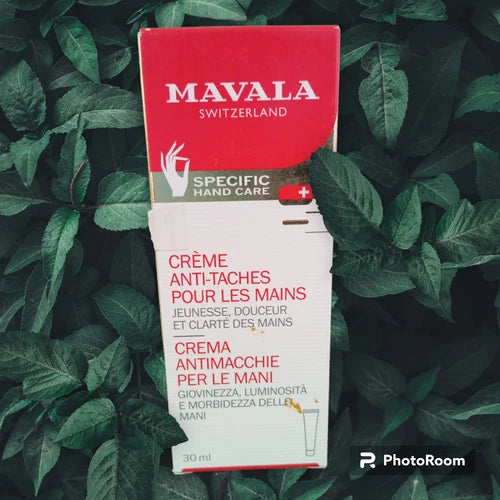 MAVALA
SWITZERLAND
SPECIFIC
HAND CARE
CRÈME
ANTI-TACHES
POUR LES MAINS
JEUNESSE, DOUCEUR
ET CLARTÉ DES MAINS
CREMA
ANTIMACCHIE
PER LE MANI
GIOVINEZZA, LUMINOSITÀ
E MORBIDEZZA DELLE
MANI
30 ml
PhotoRoom